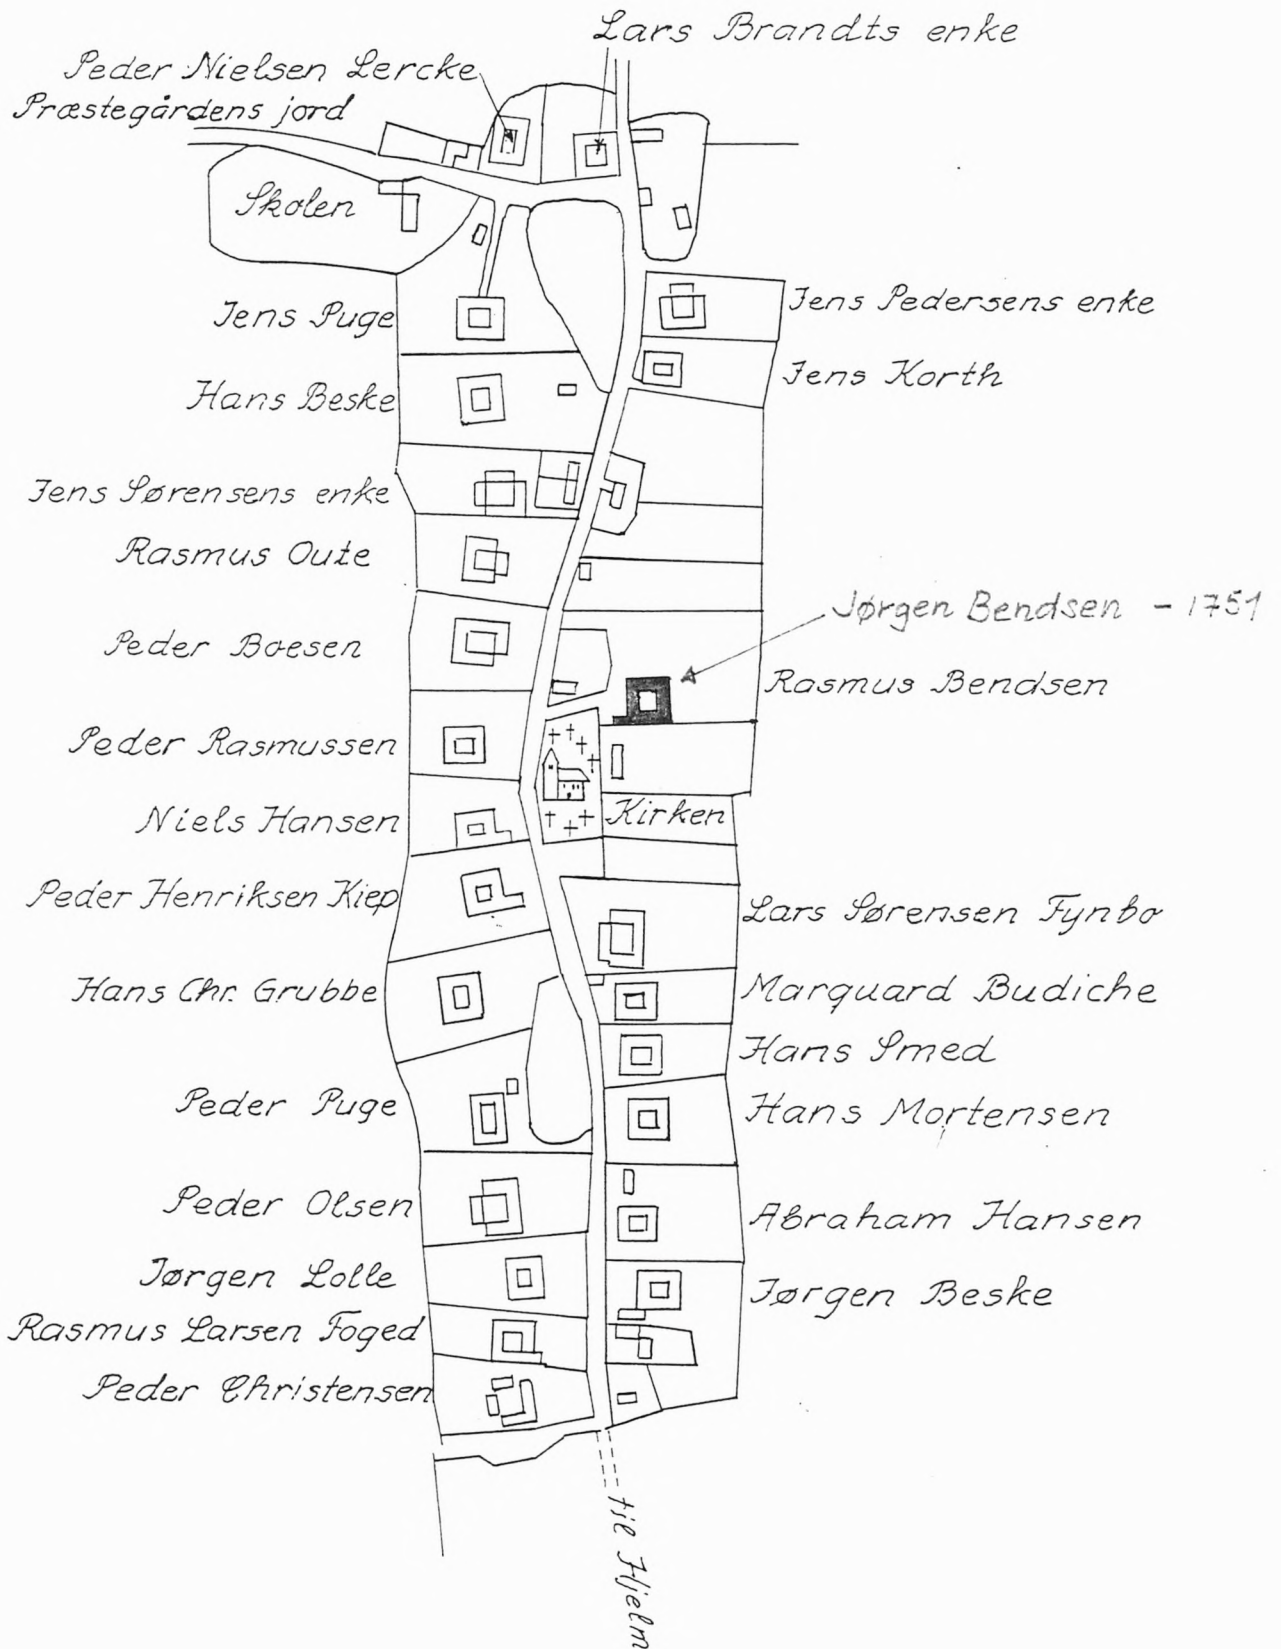 Lars Brandts enke
Peder Nielsen Lercke
Præstegårdens jord
Skolen
Jens Puge
Jens Pedersens enke
Hans Beske
Jens Korth
Jens Sørensens enke
Rasmus Oute
Jørgen Bendsen - 1751
Peder Boesen
Rasmus Bendsen
Peder Rasmussen
Niels Hansen
Kirken
Peder Henriksen Kiep
Lars Sørensen Fynbo
Hans Chr. Grubbe
Marquard Budiche
Hans Smed
Peder Puge
Hans Mortensen
Peder Olsen
Abraham Hansen
Jørgen Lolle
Jørgen Beske
Rasmus Larsen Foged
Peder Christensen
til Hjelm